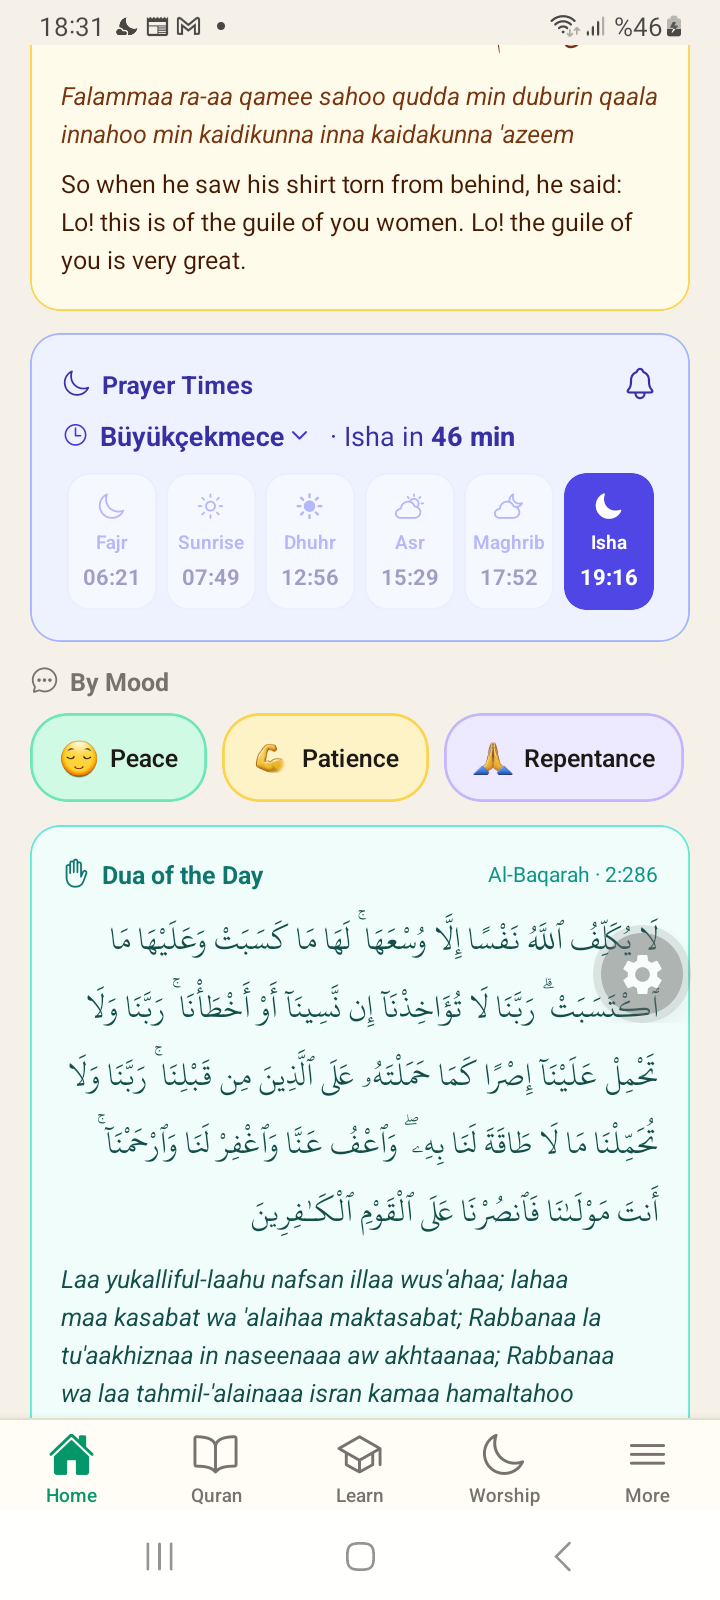 18:31
%46
Falammaa ra-aa qamee sahoo qudda min duburin qaala
innahoo min kaidikunna inna kaidakunna 'azeem
So when he saw his shirt torn from behind, he said:
Lo! this is of the guile of you women. Lo! the guile of
you is very great.
Prayer Times
Büyükçekmece · Isha in 46 min
Fajr Sunrise Dhuhr Asr Maghrib Isha
06:21 07:49 12:56 15:29 17:52 19:16
By Mood
Peace Patience Repentance
Dua of the Day Al-Baqarah · 2:286
لَا يُكَلِّفُ ٱللَّهُ نَفْسًا إِلَّا وُسْعَهَا ۚ لَهَا مَا كَسَبَتْ وَعَلَيْهَا مَا
ٱكْتَسَبَتْ ۗ رَبَّنَا لَا تُؤَاخِذْنَآ إِن نَّسِينَآ أَوْ أَخْطَأْنَا ۚ رَبَّنَا وَلَا
تَحْمِلْ عَلَيْنَآ إِصْرًا كَمَا حَمَلْتَهُۥ عَلَى ٱلَّذِينَ مِن قَبْلِنَا ۚ رَبَّنَا وَلَا
تُحَمِّلْنَا مَا لَا طَاقَةَ لَنَا بِهِۦ ۖ وَٱعْفُ عَنَّا وَٱغْفِرْ لَنَا وَٱرْحَمْنَآ ۚ
أَنتَ مَوْلَىٰنَا فَٱنصُرْنَا عَلَى ٱلْقَوْمِ ٱلْكَـٰفِرِينَ
Laa yukalliful-laahu nafsan illaa wus'ahaa; lahaa
maa kasabat wa 'alaihaa maktasabat; Rabbanaa la
tu'aakhiznaa in naseenaaa aw akhtaanaa; Rabbanaa
wa laa tahmil-'alainaaa isran kamaa hamaltahoo
Home Quran Learn Worship More